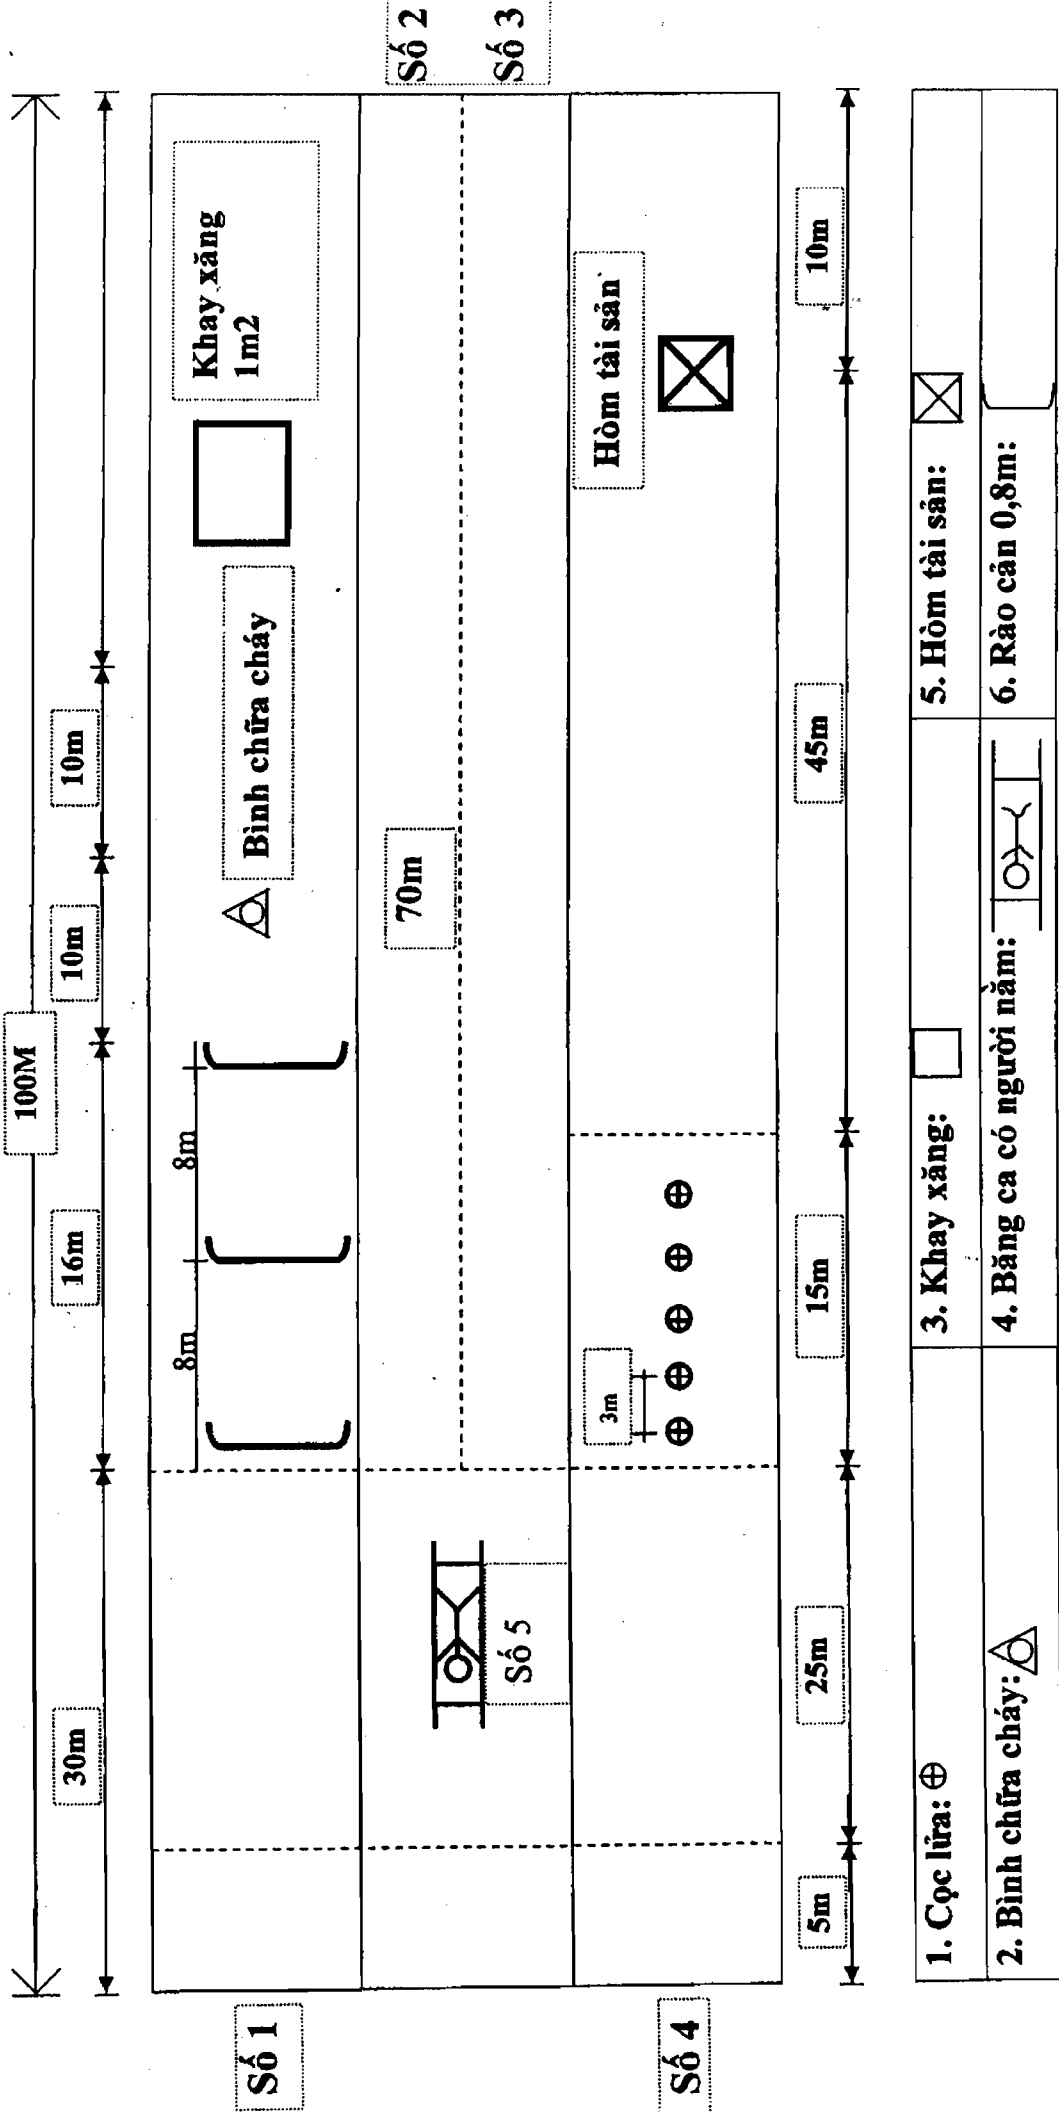 100M
30m
16m
10m
10m
Số 1
8m
8m
Bình chữa cháy
Khay xăng
1m2
Số 2
Số 3
70m
Số 5
3m
Hòm tài sản
Số 4
5m
25m
15m
45m
10m
1. Cọc lửa:
3. Khay xăng:
5. Hòm tài sản:
2. Bình chữa cháy:
4. Băng ca có người nằm:
6. Rào cản 0,8m: